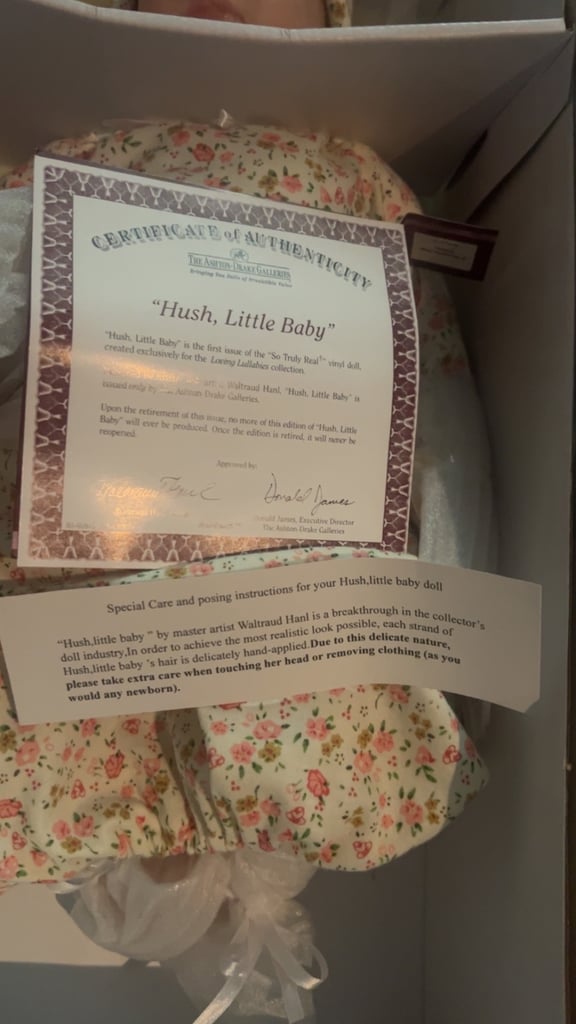 CERTIFICATE of AUTHENTICITY
THE ASHTON-DRAKE GALLERIES
Bringing You Dolls of Irresistible Value
"Hush, Little Baby"
"Hush, Little Baby" is the first issue of the "So Truly Real®" vinyl doll,
created exclusively for the Loving Lullabies collection.
Waltraud Hanl, "Hush, Little Baby" is
issued only by Ashton-Drake Galleries.
Upon the retirement of this issue, no more of this edition of "Hush, Little
Baby" will ever be produced. Once the edition is retired, it will never be
reopened.
Approved by:
Donald James
Donald James, Executive Director
The Ashton-Drake Galleries
Special Care and posing instructions for your Hush,little baby doll
"Hush,little baby " by master artist Waltraud Hanl is a breakthrough in the collector's
doll industry,In order to achieve the most realistic look possible, each strand of
Hush,little baby 's hair is delicately hand-applied.Due to this delicate nature,
please take extra care when touching her head or removing clothing (as you
would any newborn).